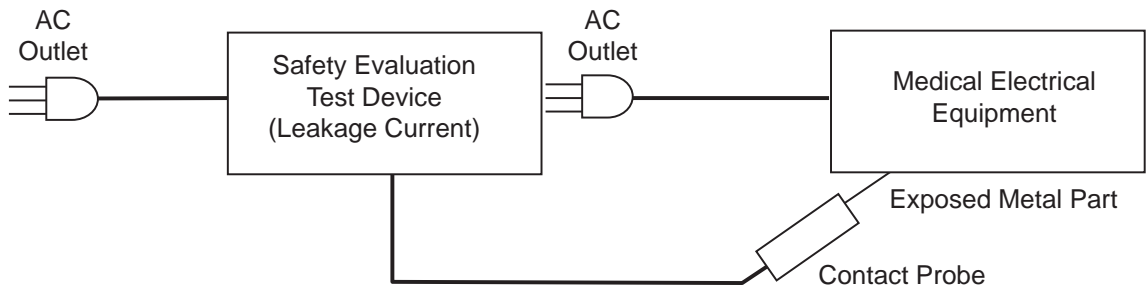 AC
Outlet
Safety Evaluation
Test Device
(Leakage Current)
AC
Outlet
Medical Electrical
Equipment
Exposed Metal Part
Contact Probe